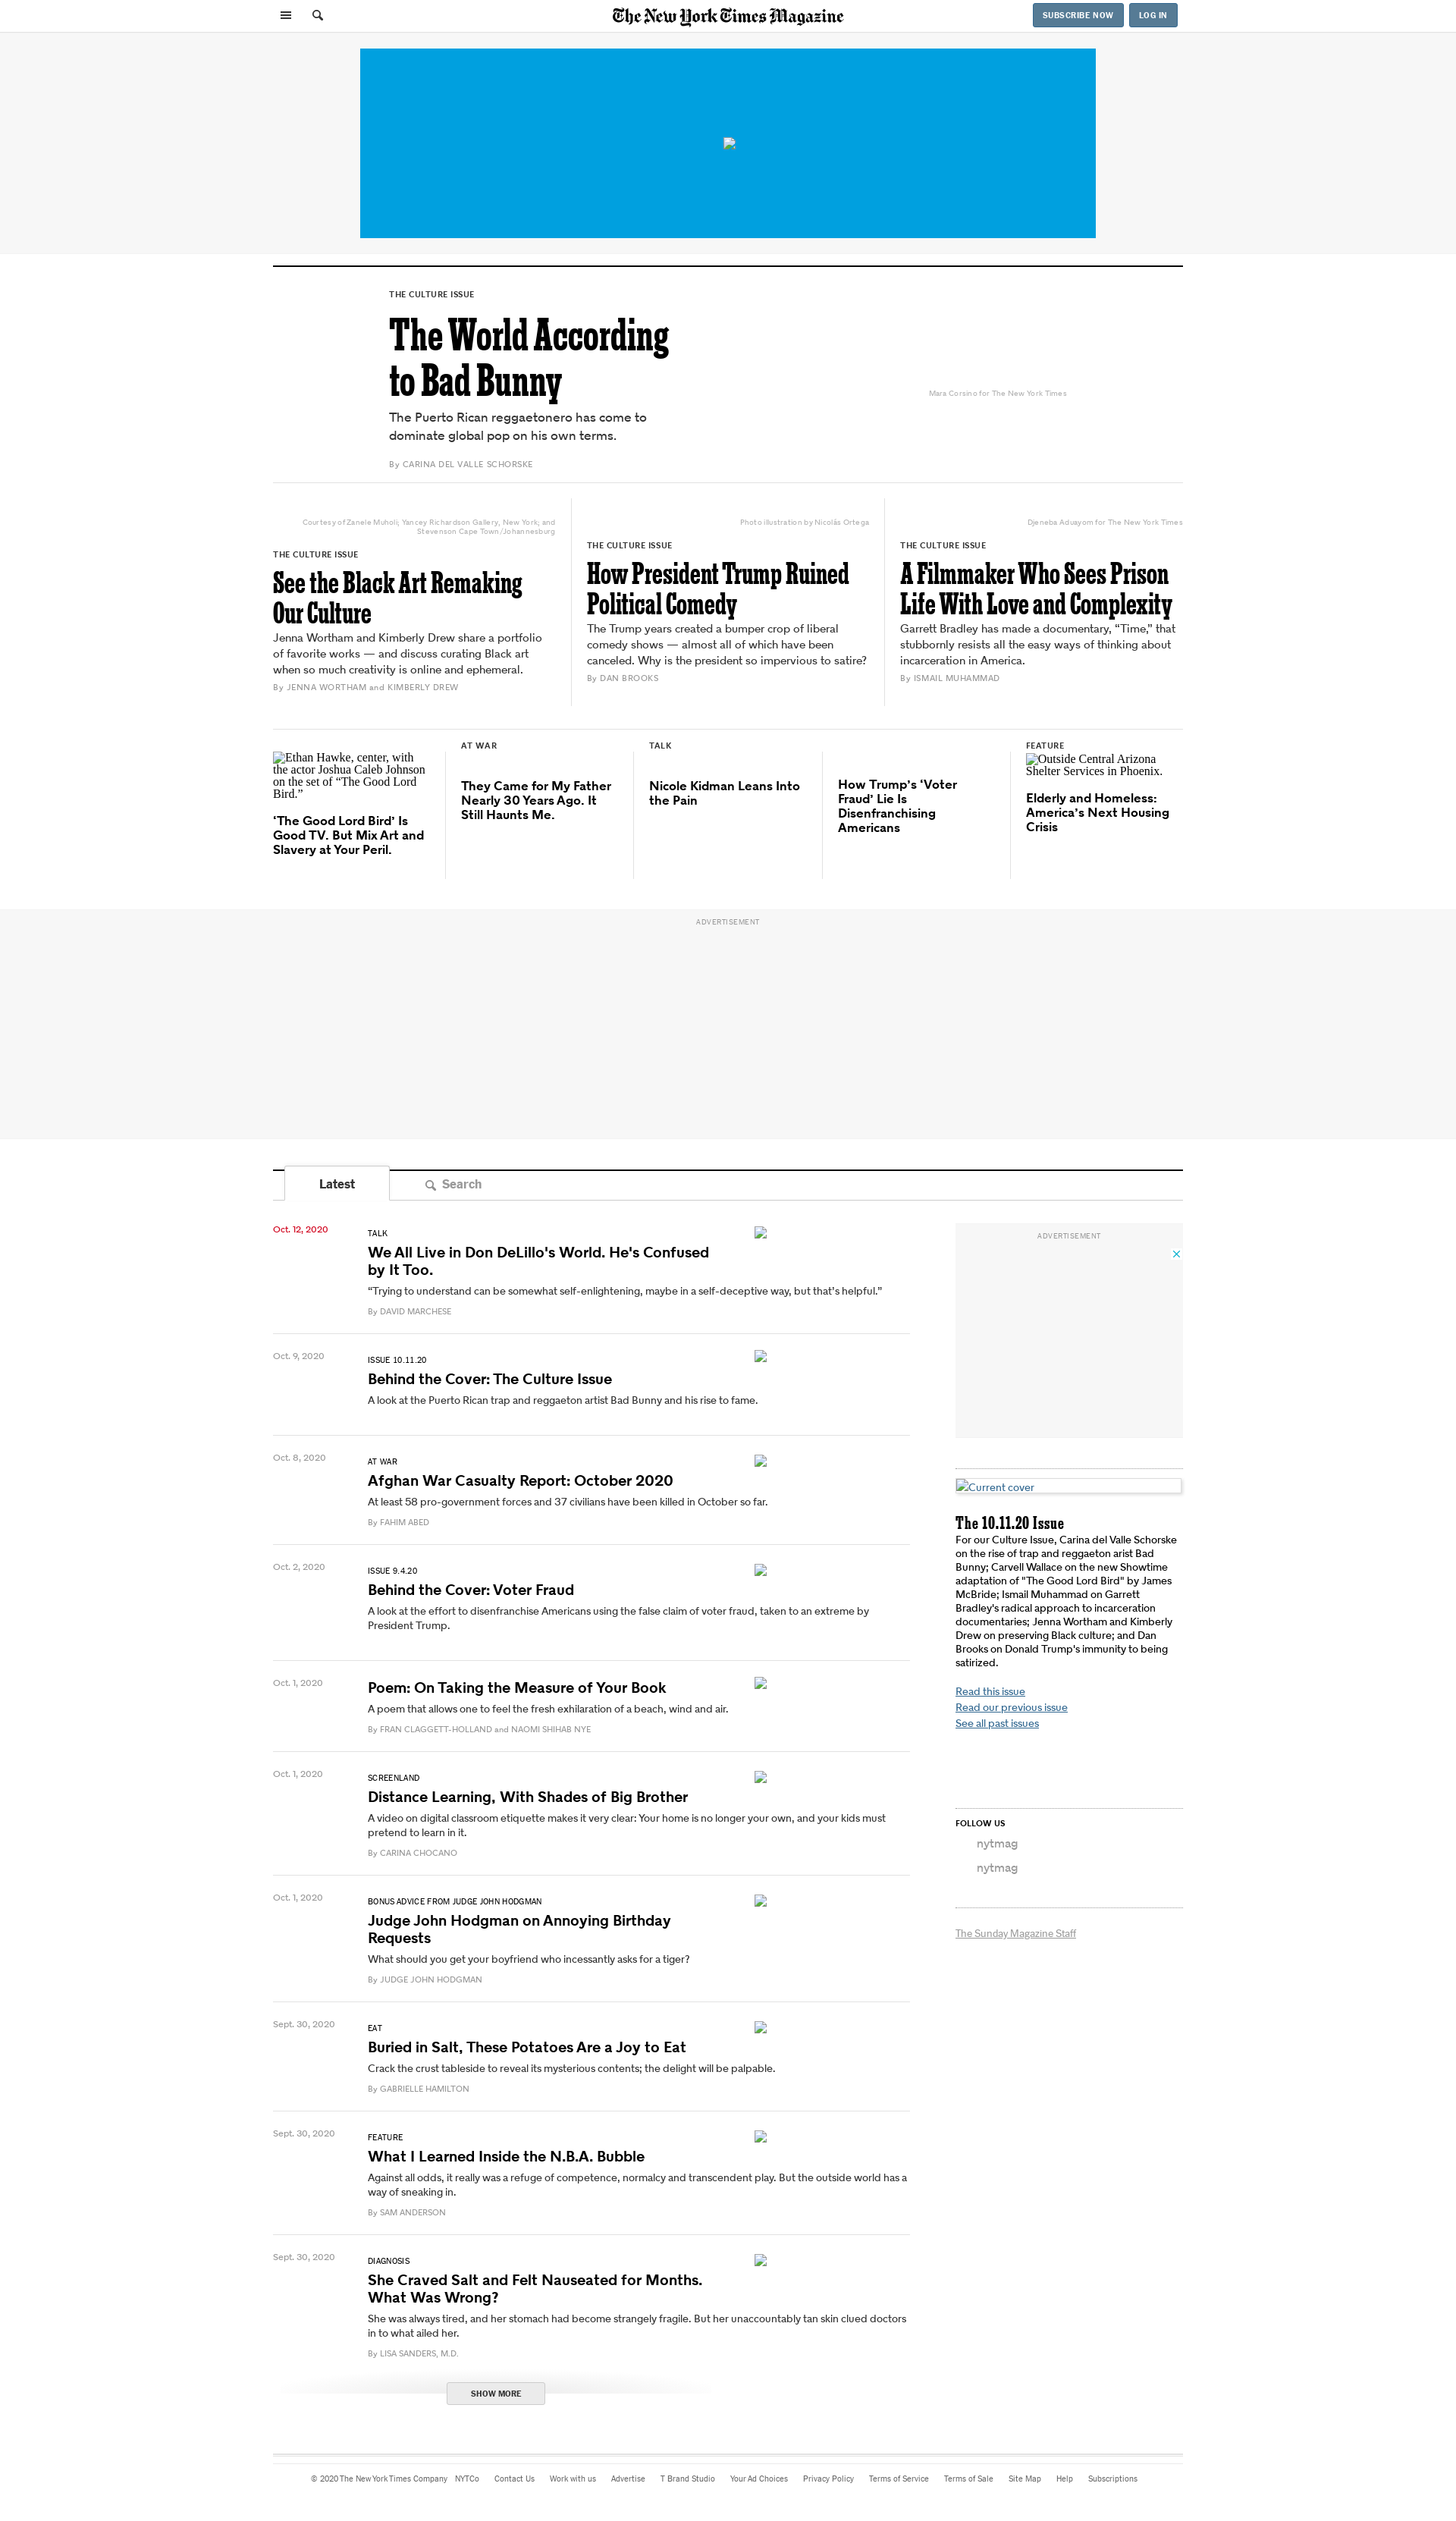 The New York Times Magazine
SUBSCRIBE NOW
LOG IN
THE CULTURE ISSUE
The World According
to Bad Bunny
The Puerto Rican reggaetonero has come to
dominate global pop on his own terms.
By CARINA DEL VALLE SCHORSKE
Mara Corsino for The New York Times
Courtesy of Zanele Muholi, Yancey Richardson Gallery, New York, and
Stevenson Cape Town/Johannesburg
THE CULTURE ISSUE
See the Black Art Remaking
Our Culture
Jenna Wortham and Kimberly Drew share a portfolio
of favorite works — and discuss curating Black art
when so much creativity is online and ephemeral.
By JENNA WORTHAM and KIMBERLY DREW
Photo illustration by Nicolás Ortega
THE CULTURE ISSUE
How President Trump Ruined
Political Comedy
The Trump years created a bumper crop of liberal
comedy shows — almost all of which have been
canceled. Why is the president so impervious to satire?
By DAN BROOKS
Djeneba Aduayom for The New York Times
THE CULTURE ISSUE
A Filmmaker Who Sees Prison
Life With Love and Complexity
Garrett Bradley has made a documentary, “Time,” that
stubbornly resists all the easy ways of thinking about
incarceration in America.
By ISMAIL MUHAMMAD
Ethan Hawke, center, with
the actor Joshua Caleb Johnson
on the set of “The Good Lord
Bird.”
‘The Good Lord Bird’ Is
Good TV. But Mix Art and
Slavery at Your Peril.
AT WAR
They Came for My Father
Nearly 30 Years Ago. It
Still Haunts Me.
TALK
Nicole Kidman Leans Into
the Pain
How Trump’s ‘Voter
Fraud’ Lie Is
Disenfranchising
Americans
FEATURE
Outside Central Arizona
Shelter Services in Phoenix.
Elderly and Homeless:
America’s Next Housing
Crisis
ADVERTISEMENT
Latest
Search
Oct. 12, 2020
TALK
We All Live in Don DeLillo's World. He's Confused
by It Too.
“Trying to understand can be somewhat self-enlightening, maybe in a self-deceptive way, but that’s helpful.”
By DAVID MARCHESE
Oct. 9, 2020
ISSUE 10.11.20
Behind the Cover: The Culture Issue
A look at the Puerto Rican trap and reggaeton artist Bad Bunny and his rise to fame.
Oct. 8, 2020
AT WAR
Afghan War Casualty Report: October 2020
At least 58 pro-government forces and 37 civilians have been killed in October so far.
By FAHIM ABED
Oct. 2, 2020
ISSUE 9.4.20
Behind the Cover: Voter Fraud
A look at the effort to disenfranchise Americans using the false claim of voter fraud, taken to an extreme by
President Trump.
Oct. 1, 2020
Poem: On Taking the Measure of Your Book
A poem that allows one to feel the fresh exhilaration of a beach, wind and air.
By FRAN CLAGGETT-HOLLAND and NAOMI SHIHAB NYE
Oct. 1, 2020
SCREENLAND
Distance Learning, With Shades of Big Brother
A video on digital classroom etiquette makes it very clear: Your home is no longer your own, and your kids must
pretend to learn in it.
By CARINA CHOCANO
Oct. 1, 2020
BONUS ADVICE FROM JUDGE JOHN HODGMAN
Judge John Hodgman on Annoying Birthday
Requests
What should you get your boyfriend who incessantly asks for a tiger?
By JUDGE JOHN HODGMAN
Sept. 30, 2020
EAT
Buried in Salt, These Potatoes Are a Joy to Eat
Crack the crust tableside to reveal its mysterious contents; the delight will be palpable.
By GABRIELLE HAMILTON
Sept. 30, 2020
FEATURE
What I Learned Inside the N.B.A. Bubble
Against all odds, it really was a refuge of competence, normalcy and transcendent play. But the outside world has a
way of sneaking in.
By SAM ANDERSON
Sept. 30, 2020
DIAGNOSIS
She Craved Salt and Felt Nauseated for Months.
What Was Wrong?
She was always tired, and her stomach had become strangely fragile. But her unaccountably tan skin clued doctors
in to what ailed her.
By LISA SANDERS, M.D.
SHOW MORE
ADVERTISEMENT
Current cover
The 10.11.20 Issue
For our Culture Issue, Carina del Valle Schorske
on the rise of trap and reggaeton arist Bad
Bunny; Carvell Wallace on the new Showtime
adaptation of "The Good Lord Bird" by James
McBride; Ismail Muhammad on Garrett
Bradley's radical approach to incarceration
documentaries; Jenna Wortham and Kimberly
Drew on preserving Black culture; and Dan
Brooks on Donald Trump's immunity to being
satirized.
Read this issue
Read our previous issue
See all past issues
FOLLOW US
nytmag
nytmag
The Sunday Magazine Staff
© 2020 The New York Times Company NYTCo Contact Us Work with us Advertise T Brand Studio Your Ad Choices Privacy Policy Terms of Service Terms of Sale Site Map Help Subscriptions